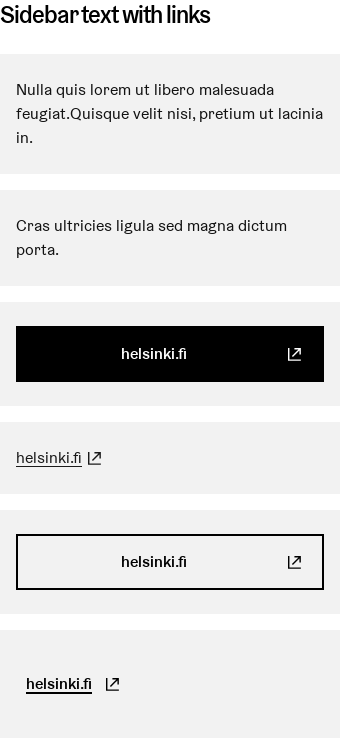 Sidebar text with links
Nulla quis lorem ut libero malesuada
feugiat.Quisque velit nisi, pretium ut lacinia
in.
Cras ultricies ligula sed magna dictum
porta.
helsinki.fi
helsinki.fi
helsinki.fi
helsinki.fi